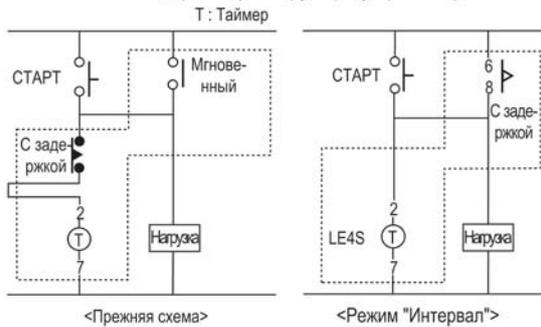 Т : Таймер
СТАРТ
Мгнове-
нный
С заде-
ржкой
2
Т
7
Нагрузка
<Прежняя схема>
СТАРТ
6
8
С заде-
ржкой
2
LE4S
Т
7
Нагрузка
<Режим "Интервал">